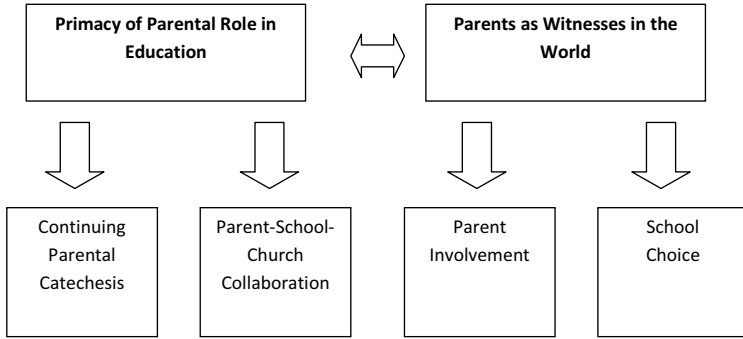 Primacy of Parental Role in
Education
Parents as Witnesses in the
World
Continuing
Parental
Catechesis
Parent-School-
Church
Collaboration
Parent
Involvement
School
Choice